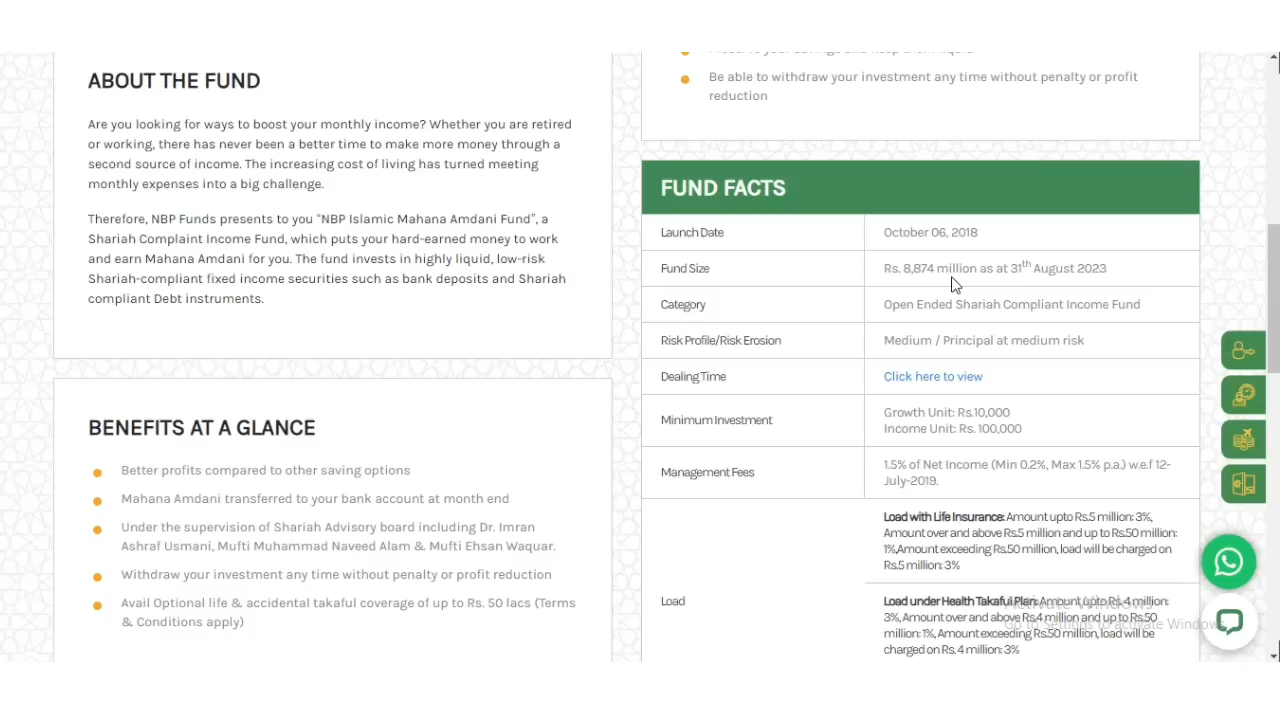 ABOUT THE FUND
Are you looking for ways to boost your monthly income? Whether you are retired
or working, there has never been a better time to make more money through a
second source of income. The increasing cost of living has turned meeting
monthly expenses into a big challenge.
Therefore, NBP Funds presents to you “NBP Islamic Mahana Amdani Fund”, a
Shariah Complaint Income Fund, which puts your hard-earned money to work
and earn Mahana Amdani for you. The fund invests in highly liquid, low-risk
Shariah-compliant fixed income securities such as bank deposits and Shariah
compliant Debt instruments.
BENEFITS AT A GLANCE
Better profits compared to other saving options
Mahana Amdani transferred to your bank account at month end
Under the supervision of Shariah Advisory board including Dr. Imran
Ashraf Usmani, Mufti Muhammad Naveed Alam & Mufti Ehsan Waquar.
Withdraw your investment any time without penalty or profit reduction
Avail Optional life & accidental takaful coverage of up to Rs. 50 lacs (Terms
& Conditions apply)
Preserve your savings and keep them liquid
Be able to withdraw your investment any time without penalty or profit
reduction
FUND FACTS
Launch Date October 06, 2018
Fund Size Rs. 8,874 million as at 31th August 2023
Category Open Ended Shariah Compliant Income Fund
Risk Profile/Risk Erosion Medium / Principal at medium risk
Dealing Time Click here to view
Minimum Investment Growth Unit: Rs.10,000
Income Unit: Rs. 100,000
Management Fees 1.5% of Net Income (Min 0.2%, Max 1.5% p.a.) w.e.f 12-
July-2019.
Load
Load with Life Insurance: Amount upto Rs.5 million: 3%,
Amount over and above Rs.5 million and up to Rs.50 million:
1%,Amount exceeding Rs.50 million, load will be charged on
Rs.5 million: 3%
Load under Health Takaful Plan: Amount upto Rs.4 million:
3%, Amount over and above Rs.4 million and up to Rs.50
million: 1%, Amount exceeding Rs.50 million, load will be
charged on Rs. 4 million: 3%
Activate Windows
Go to Settings to activate Windows.